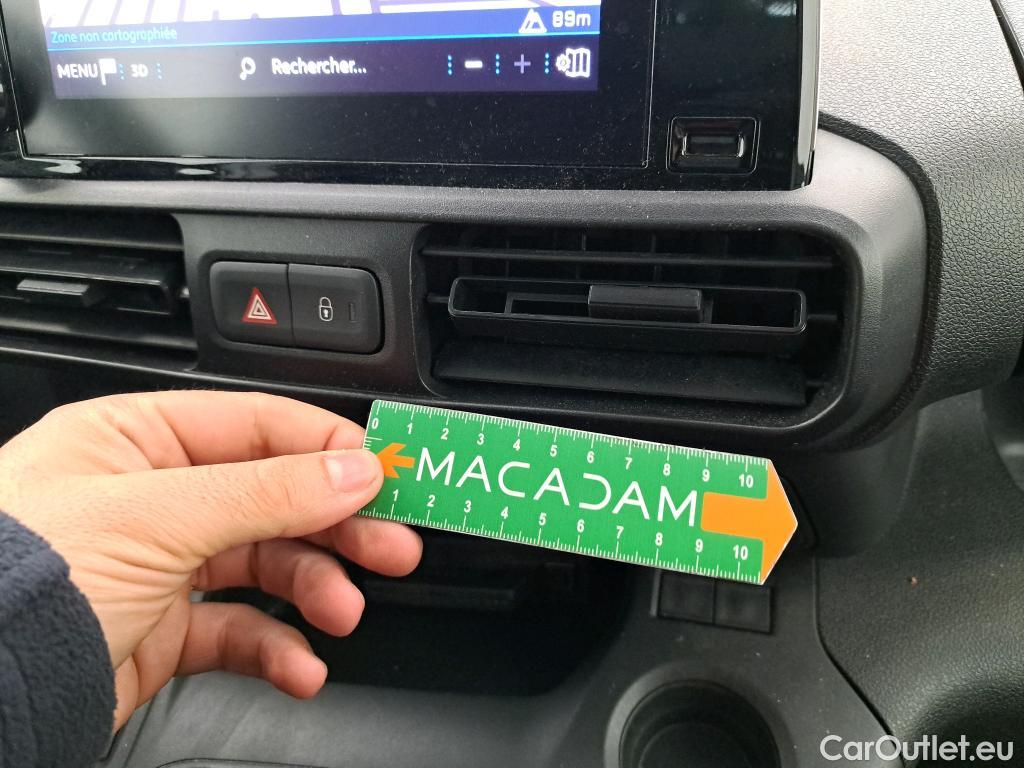 Zone non cartographiée
89m
MENU 3D Rechercher... - +
0 1 2 3 4 5 6 7 8 9 10
MACADAM
1 2 3 4 5 6 7 8 9 10
CarOutlet.eu